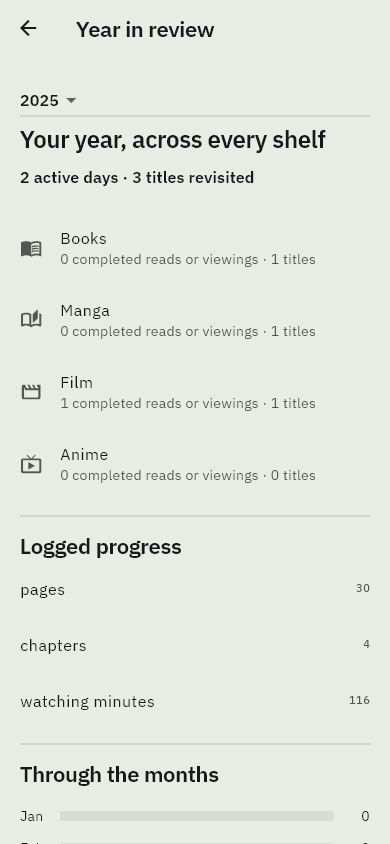 Year in review
2025
Your year, across every shelf
2 active days · 3 titles revisited
Books
0 completed reads or viewings · 1 titles
Manga
0 completed reads or viewings · 1 titles
Film
1 completed reads or viewings · 1 titles
Anime
0 completed reads or viewings · 0 titles
Logged progress
pages 30
chapters 4
watching minutes 116
Through the months
Jan 0